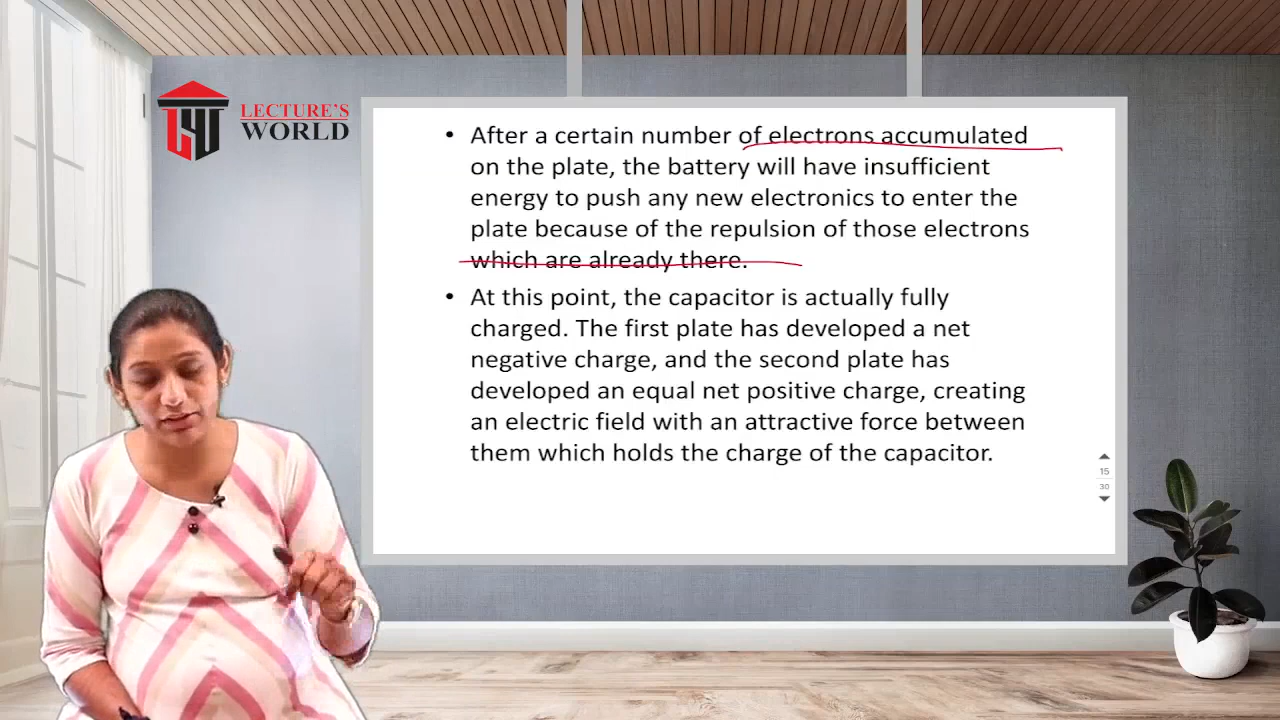 LECTURE'S
WORLD
• After a certain number of electrons accumulated
on the plate, the battery will have insufficient
energy to push any new electronics to enter the
plate because of the repulsion of those electrons
which are already there.
• At this point, the capacitor is actually fully
charged. The first plate has developed a net
negative charge, and the second plate has
developed an equal net positive charge, creating
an electric field with an attractive force between
them which holds the charge of the capacitor.
15
30